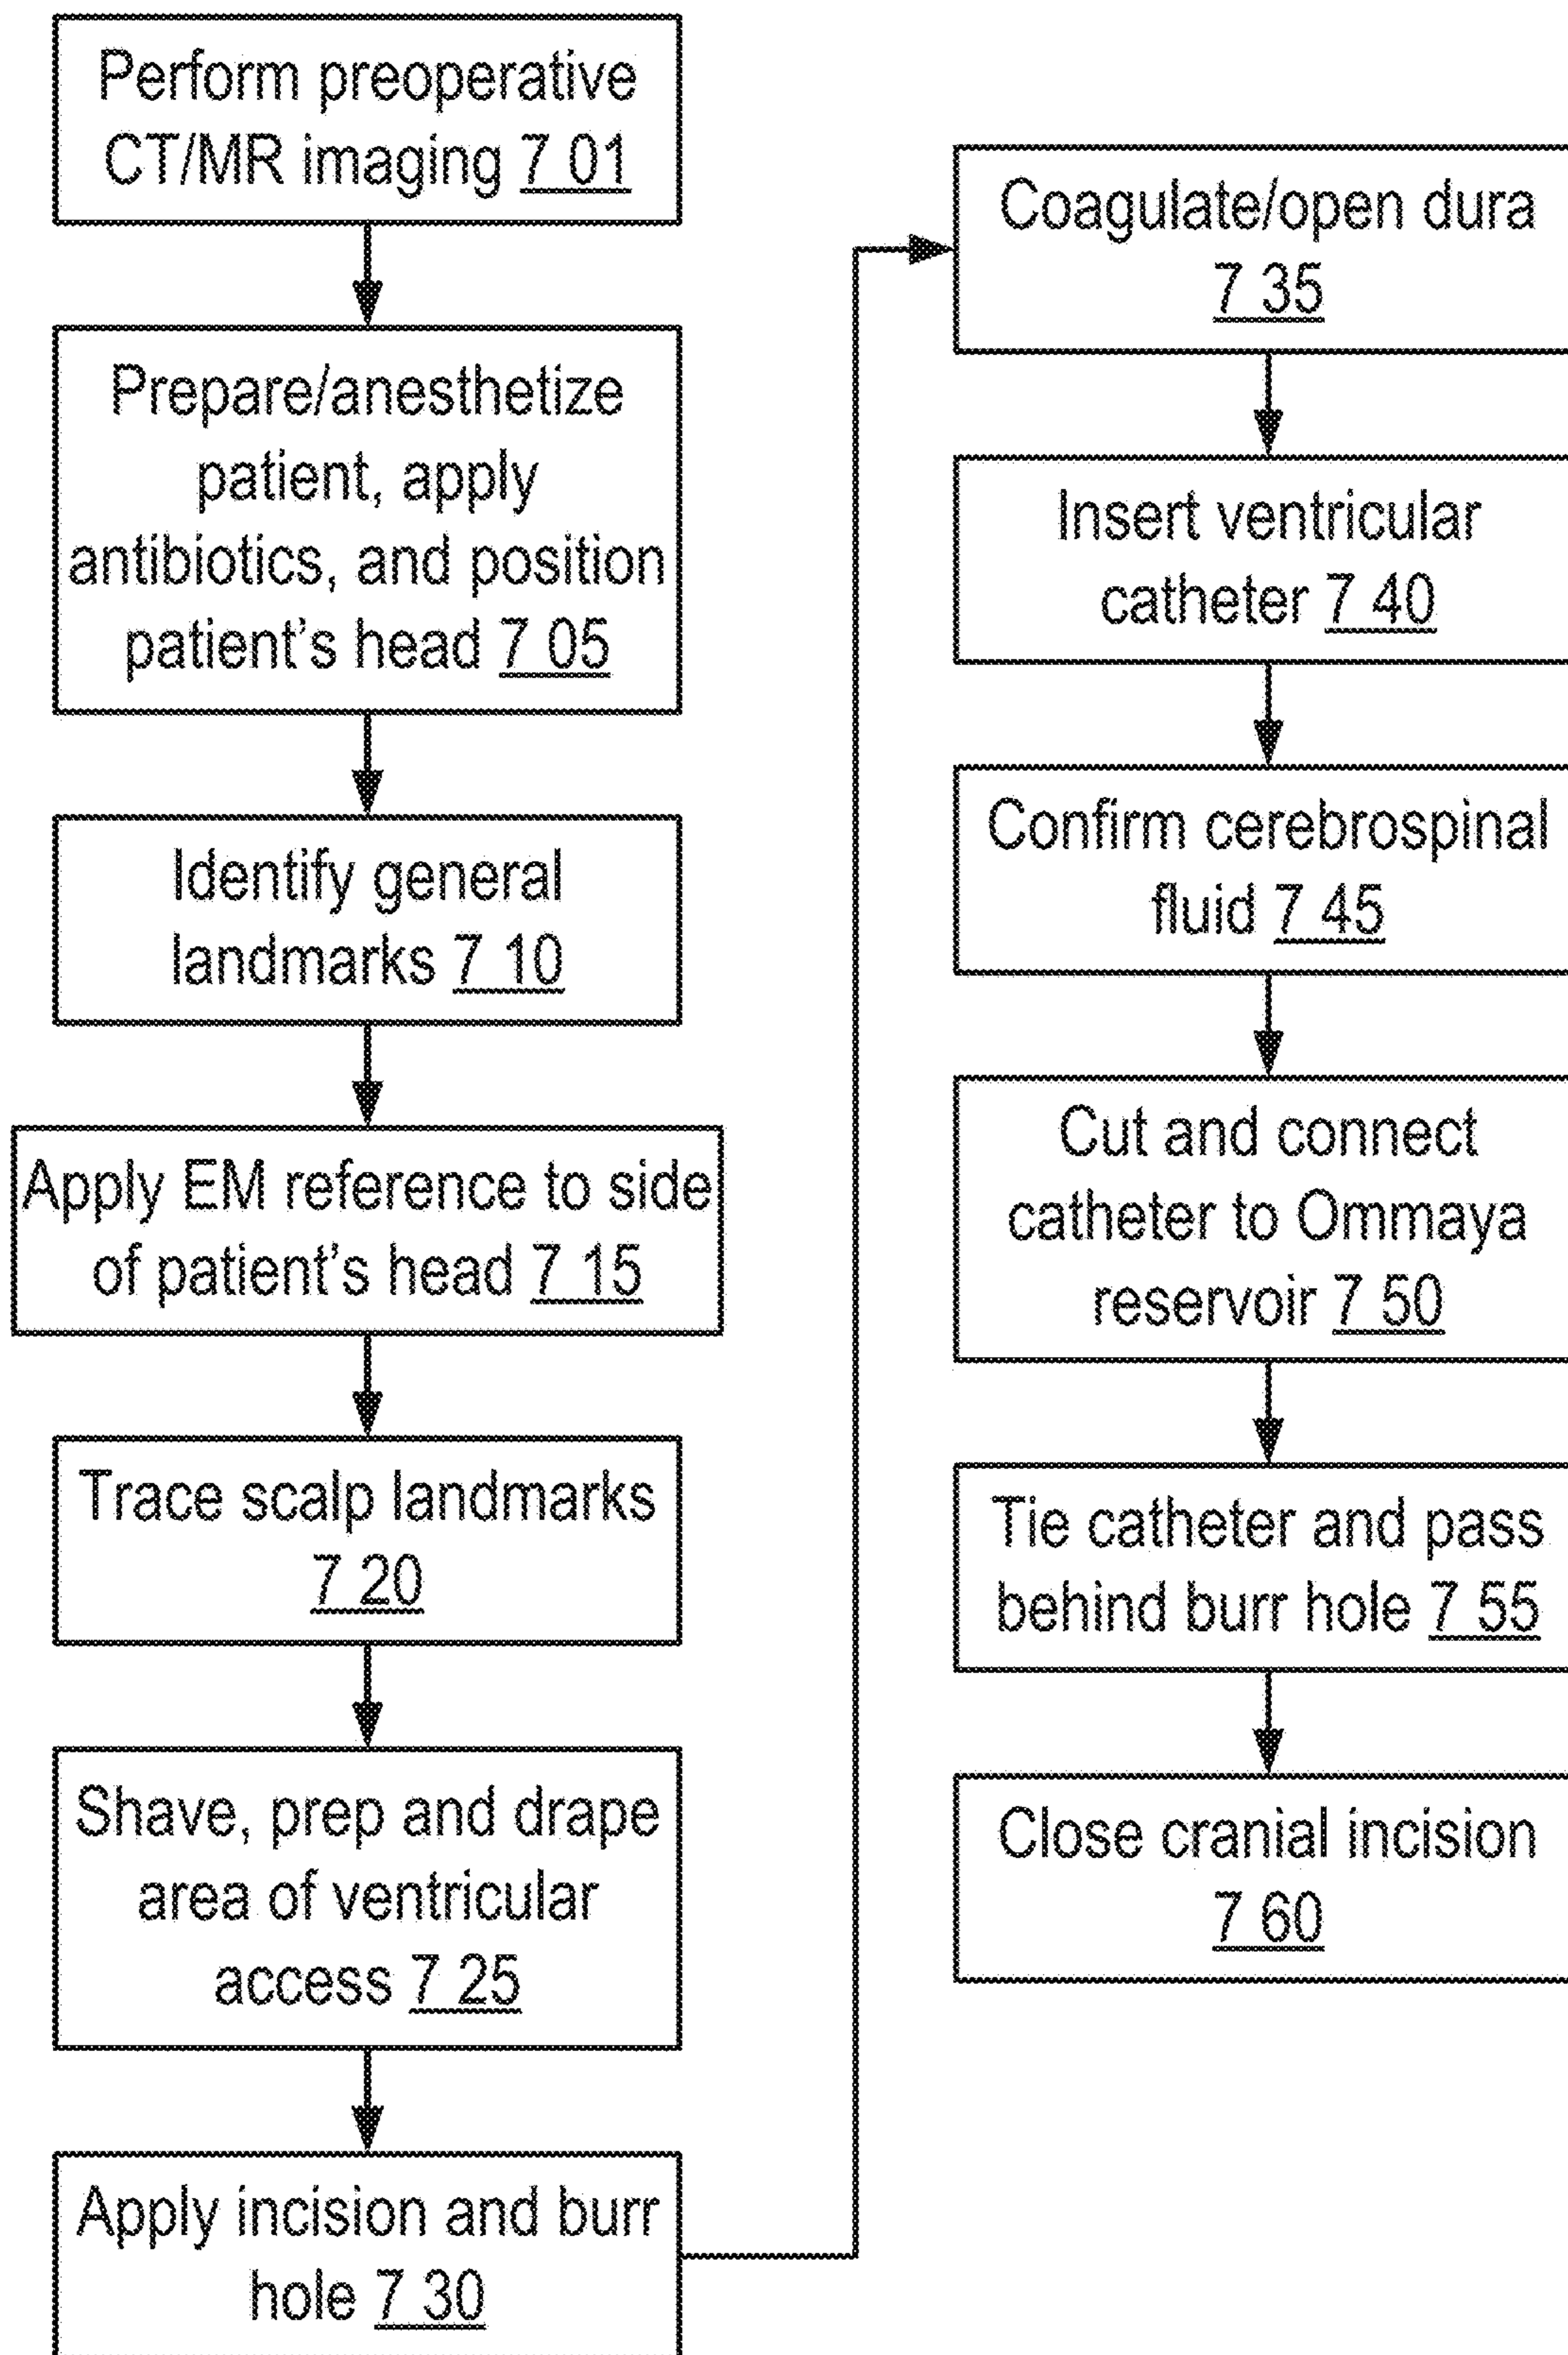 Perform preoperative
CT/MR imaging 7 01
Prepare/anesthetize
patient, apply
antibiotics, and position
patient's head 7 05
Identify general
landmarks 7 10
Apply EM reference to side
of patient's head 7 15
Trace scalp landmarks
7 20
Shave, prep and drape
area of ventricular
access 7 25
Apply incision and burr
hole 7 30
Coagulate/open dura
7 35
Insert ventricular
catheter 7 40
Confirm cerebrospinal
fluid 7 45
Cut and connect
catheter to Ommaya
reservoir 7 50
Tie catheter and pass
behind burr hole 7 55
Close cranial incision
7 60